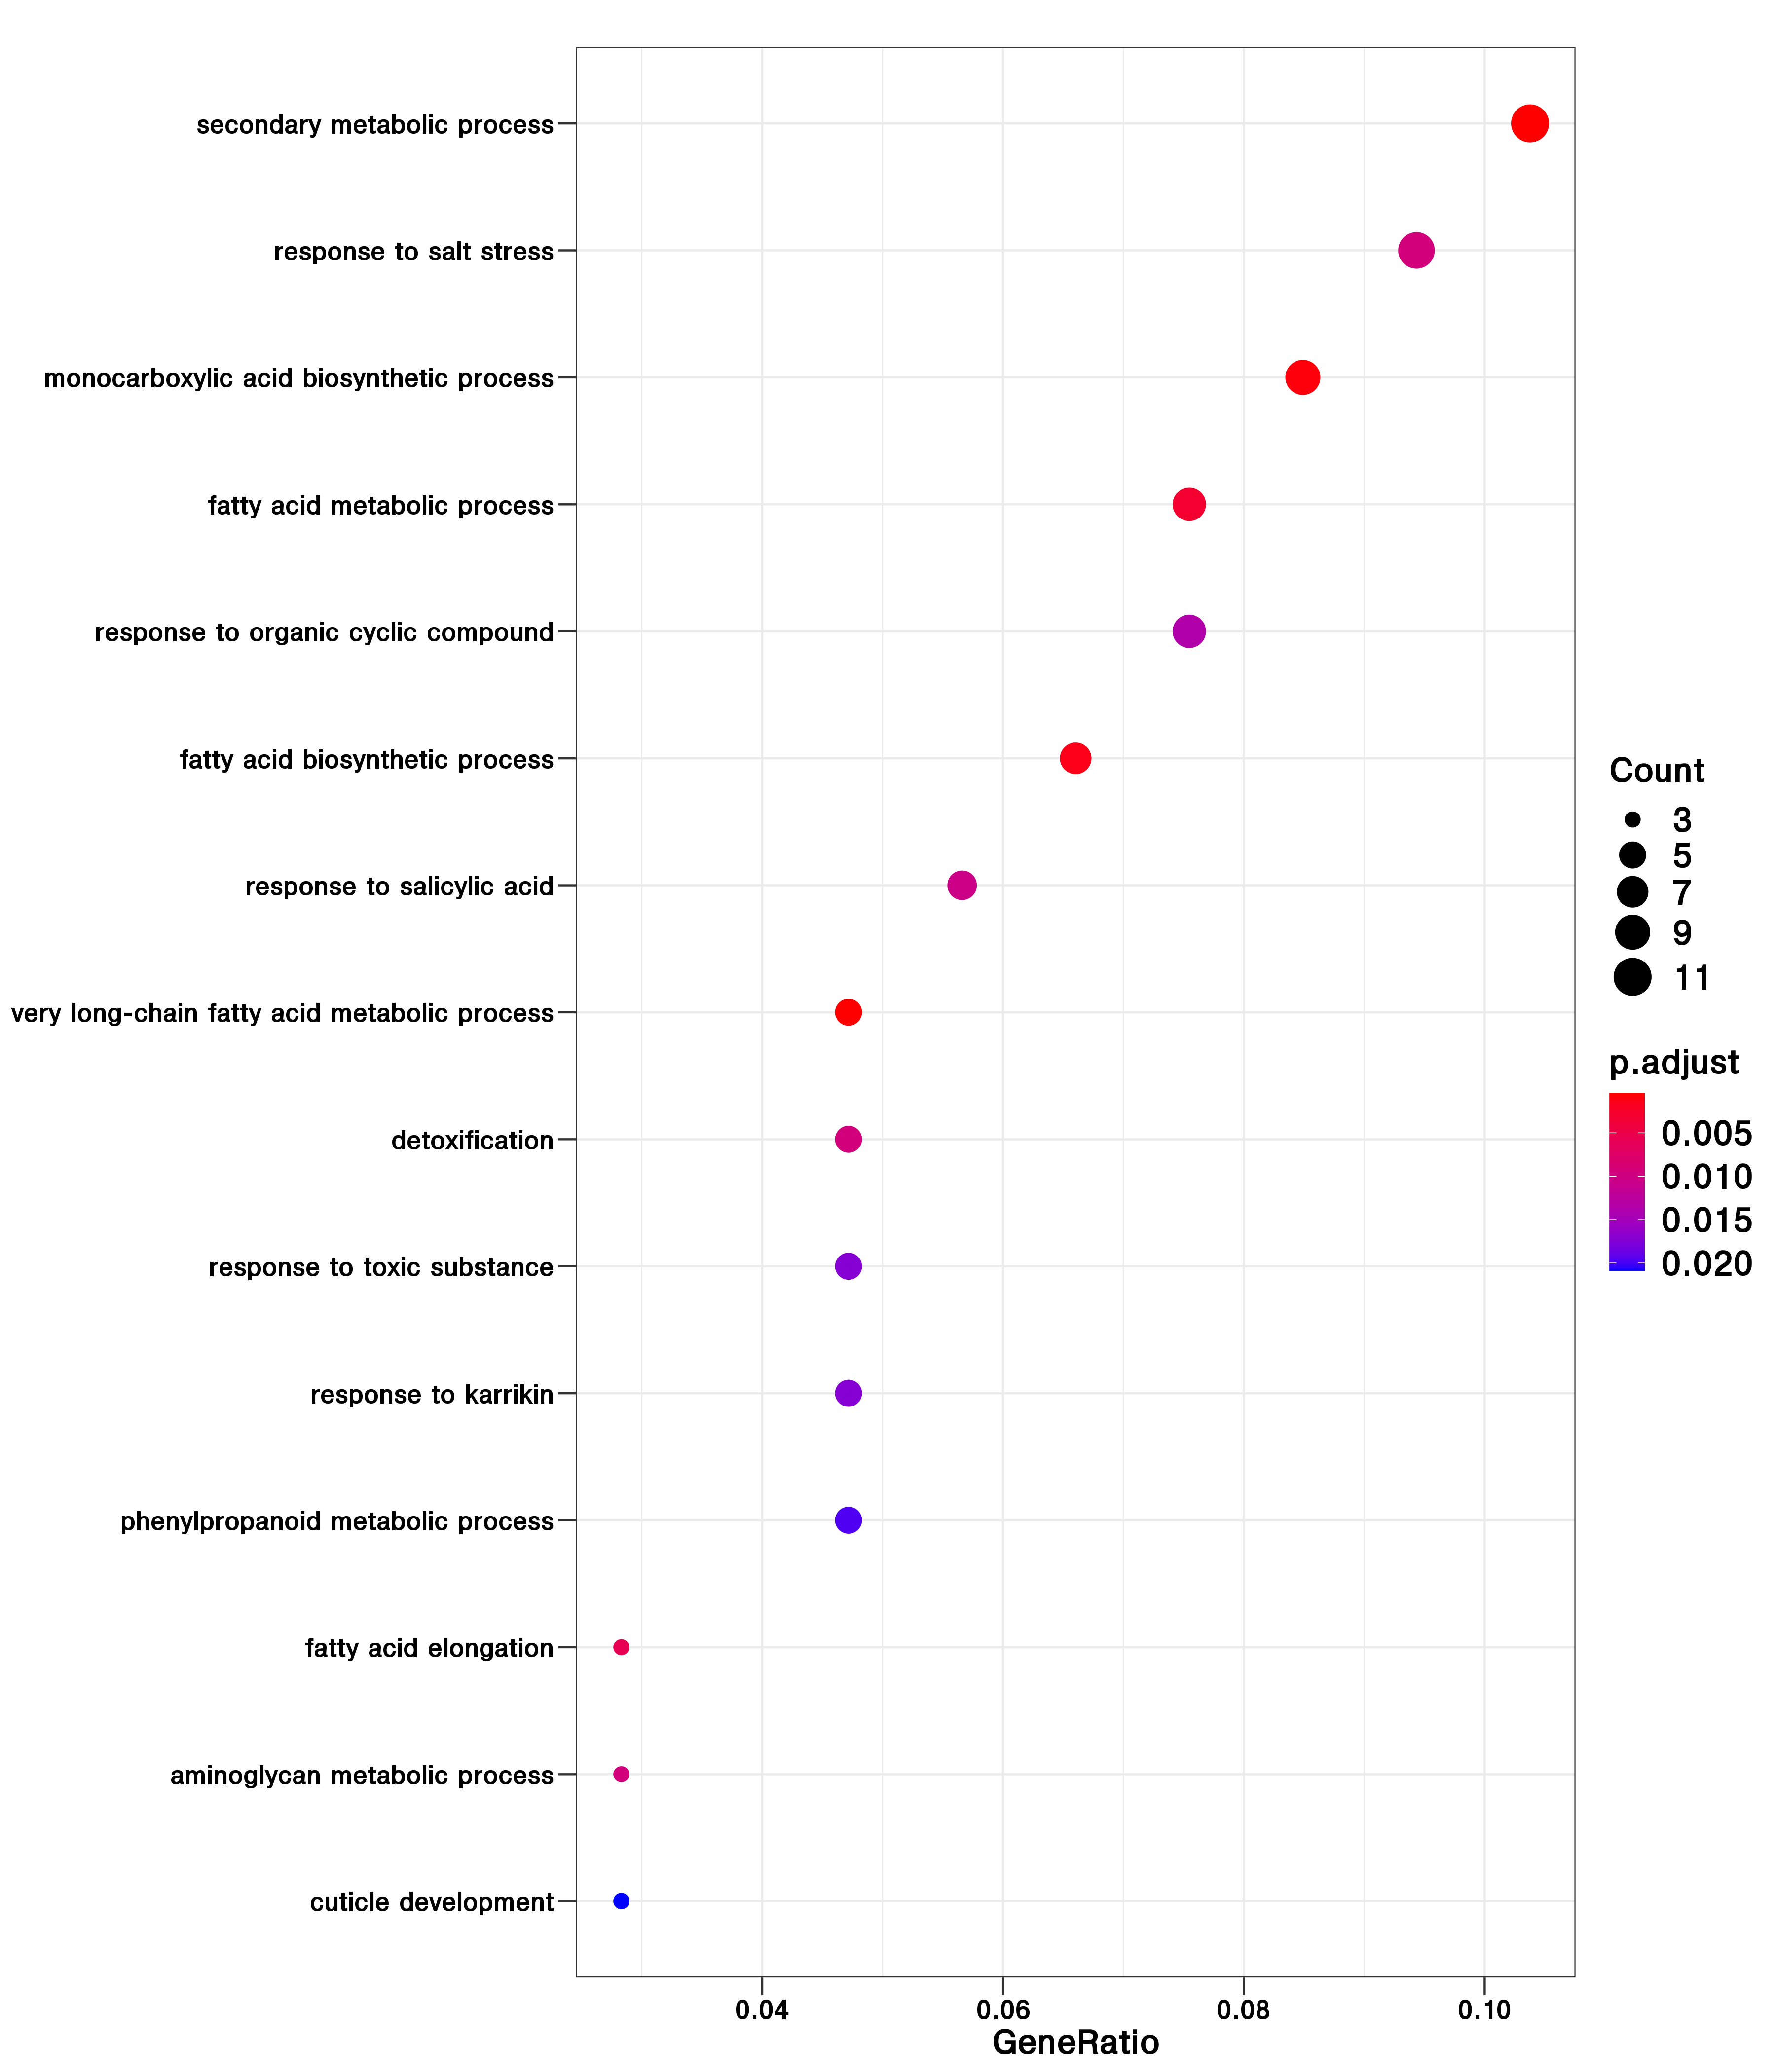 secondary metabolic process
response to salt stress
monocarboxylic acid biosynthetic process
fatty acid metabolic process
response to organic cyclic compound
fatty acid biosynthetic process
response to salicylic acid
very long-chain fatty acid metabolic process
detoxification
response to toxic substance
response to karrikin
phenylpropanoid metabolic process
fatty acid elongation
aminoglycan metabolic process
cuticle development
0.04 0.06 0.08 0.10
GeneRatio
Count
3
5
7
9
11
p.adjust
0.005
0.010
0.015
0.020